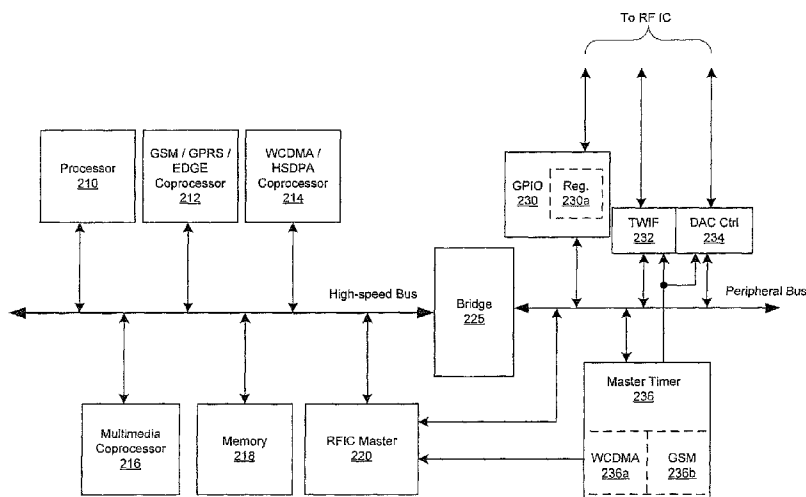 To RF IC
Processor
210
GSM / GPRS /
EDGE
Coprocessor
212
WCDMA /
HSDPA
Coprocessor
214
GPIO
230
Reg.
230a
TWIF
232
DAC Ctrl
234
High-speed Bus
Bridge
225
Peripheral Bus
Multimedia
Coprocessor
216
Memory
218
RFIC Master
220
Master Timer
236
WCDMA
236a
GSM
236b